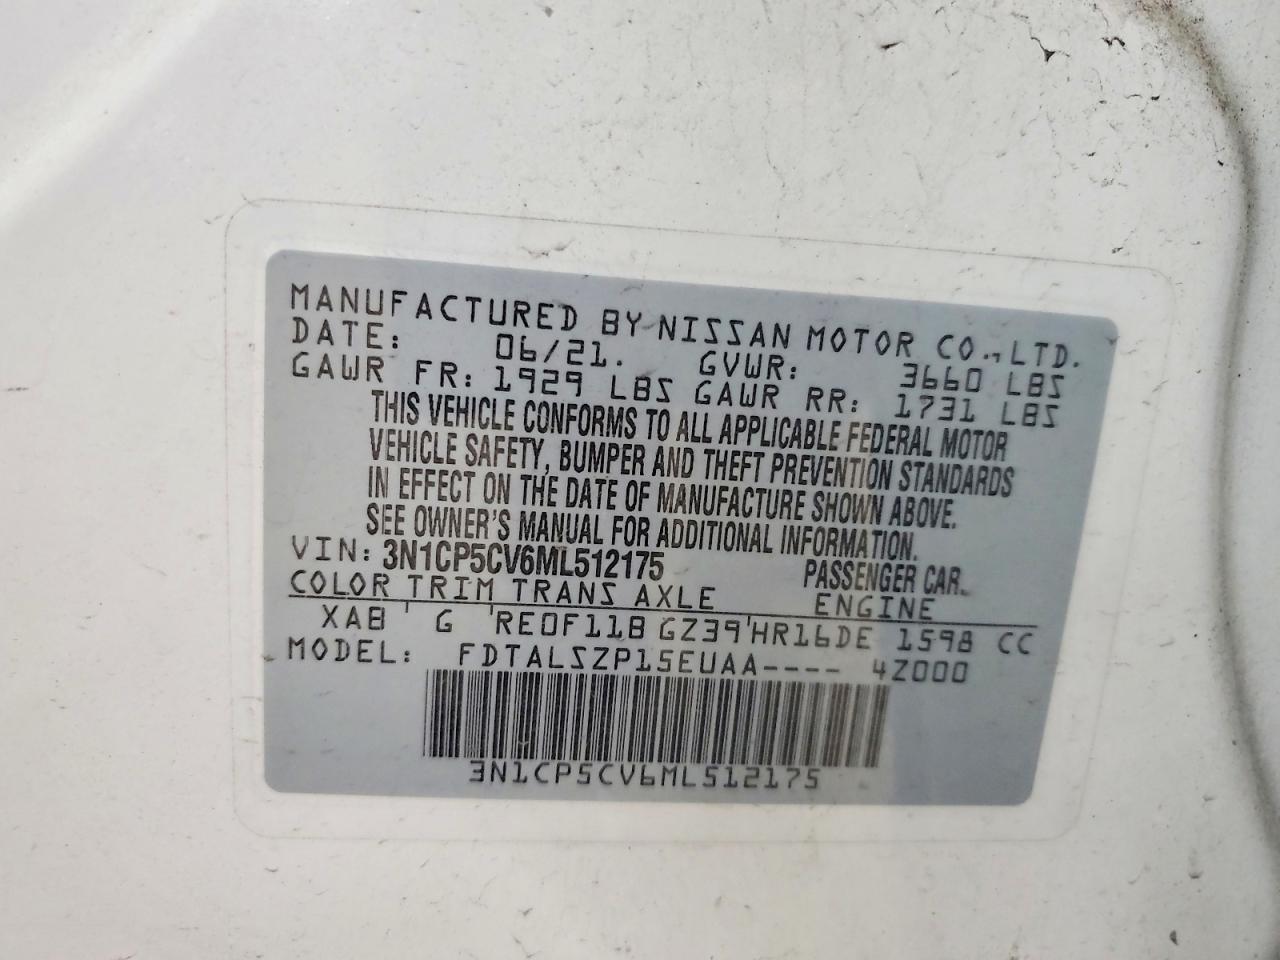 MANUFACTURED BY NISSAN MOTOR CO., LTD.
DATE: 06/21. GVWR: 3660 LBS
GAWR FR: 1929 LBS GAWR RR: 1731 LBS
THIS VEHICLE CONFORMS TO ALL APPLICABLE FEDERAL MOTOR
VEHICLE SAFETY, BUMPER AND THEFT PREVENTION STANDARDS
IN EFFECT ON THE DATE OF MANUFACTURE SHOWN ABOVE.
SEE OWNER'S MANUAL FOR ADDITIONAL INFORMATION.
VIN: 3N1CP5CV6ML512175 PASSENGER CAR.
COLOR TRIM TRANS AXLE ENGINE
XAB G RE0F11B GZ39 HR16DE 1598 CC
MODEL: FDTALSZP15EUAA---- 4Z000
3N1CP5CV6ML512175